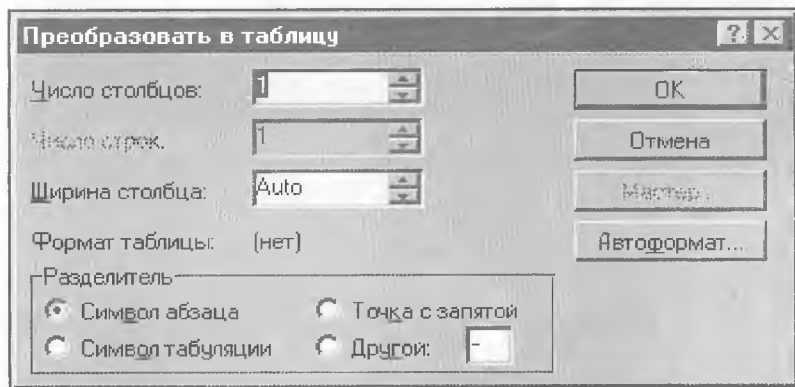 Преобразовать в таблицу
Число столбцов: 1
Число строк. 1
Ширина столбца: Auto
Формат таблицы: (нет)
Разделитель
Символ абзаца
Точка с запятой
Символ табуляции
Другой: -
OK
Отмена
Мастер...
Автоформат...